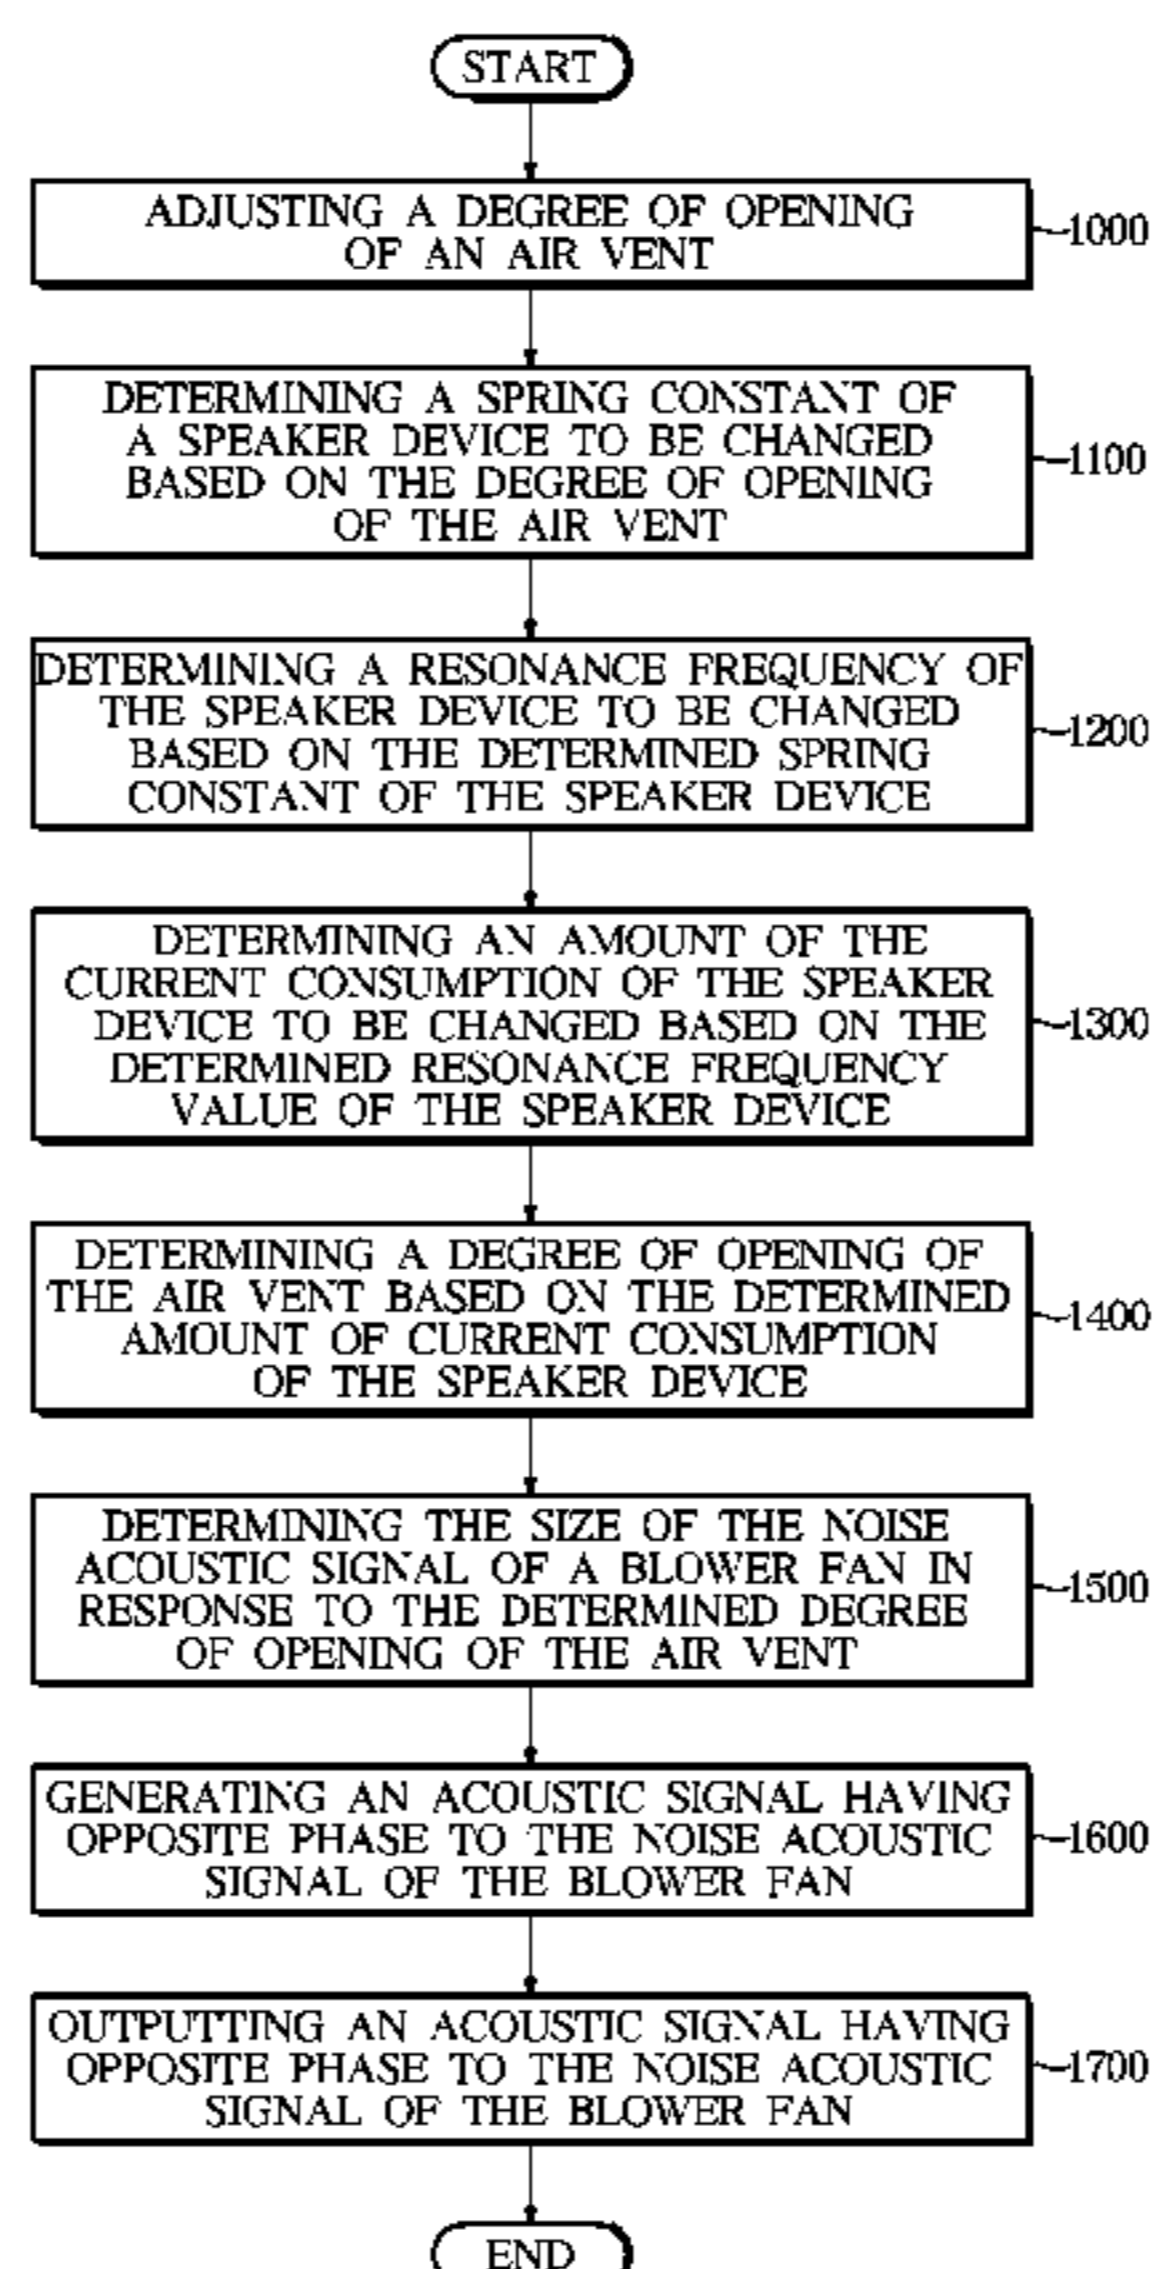 START
ADJUSTING A DEGREE OF OPENING
OF AN AIR VENT
1000
DETERMINING A SPRING CONSTANT OF
A SPEAKER DEVICE TO BE CHANGED
BASED ON THE DEGREE OF OPENING
OF THE AIR VENT
1100
DETERMINING A RESONANCE FREQUENCY OF
THE SPEAKER DEVICE TO BE CHANGED
BASED ON THE DETERMINED SPRING
CONSTANT OF THE SPEAKER DEVICE
1200
DETERMINING AN AMOUNT OF THE
CURRENT CONSUMPTION OF THE SPEAKER
DEVICE TO BE CHANGED BASED ON THE
DETERMINED RESONANCE FREQUENCY
VALUE OF THE SPEAKER DEVICE
1300
DETERMINING A DEGREE OF OPENING OF
THE AIR VENT BASED ON THE DETERMINED
AMOUNT OF CURRENT CONSUMPTION
OF THE SPEAKER DEVICE
1400
DETERMINING THE SIZE OF THE NOISE
ACOUSTIC SIGNAL OF A BLOWER FAN IN
RESPONSE TO THE DETERMINED DEGREE
OF OPENING OF THE AIR VENT
1500
GENERATING AN ACOUSTIC SIGNAL HAVING
OPPOSITE PHASE TO THE NOISE ACOUSTIC
SIGNAL OF THE BLOWER FAN
1600
OUTPUTTING AN ACOUSTIC SIGNAL HAVING
OPPOSITE PHASE TO THE NOISE ACOUSTIC
SIGNAL OF THE BLOWER FAN
1700
END